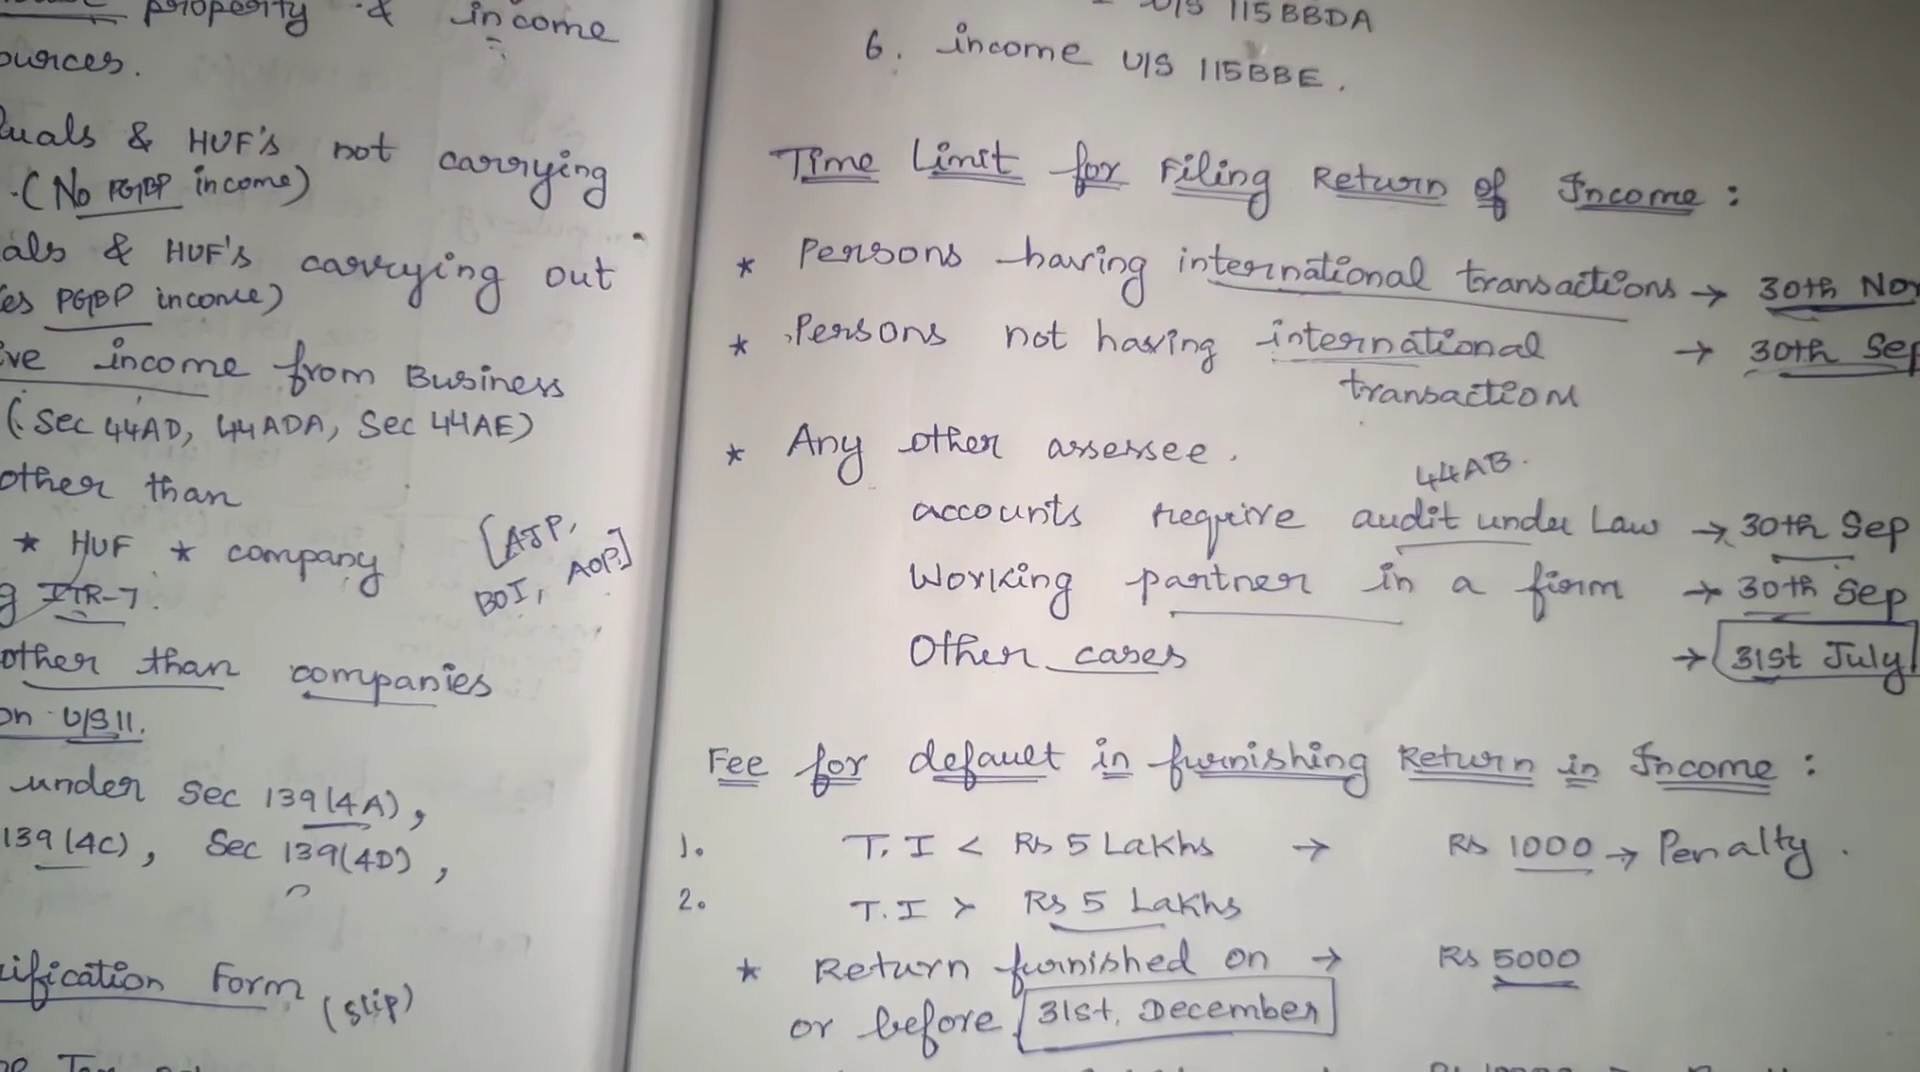 property & income
ources.
duals & HUF's not carrying
(No PGBP income)
als & HUF's carrying out
es PGBP income)
ive income from Business
(Sec 44AD, 44ADA, Sec 44AE)
other than
* HUF * company [AJP,
BOI, AOP]
g ITR-7.
other than companies
on U/S 11.
under Sec 139(4A),
139(4C), Sec 139(4D),
ification Form (slip)
U/S 115BBDA
6. income U/S 115BBE.
Time Limit for Filing Return of Income :
* Persons having international transactions → 30th Nov
* Persons not having international → 30th Sep
transaction
* Any other assessee.
44AB.
accounts require audit under Law → 30th Sep
Working partner in a firm → 30th Sep
Other cases → 31st July
Fee for default in furnishing Return in Income :
1. T.I < Rs 5 Lakhs → Rs 1000 → Penalty.
2. T.I > Rs 5 Lakhs
* Return furnished on → Rs 5000
or before 31st, December